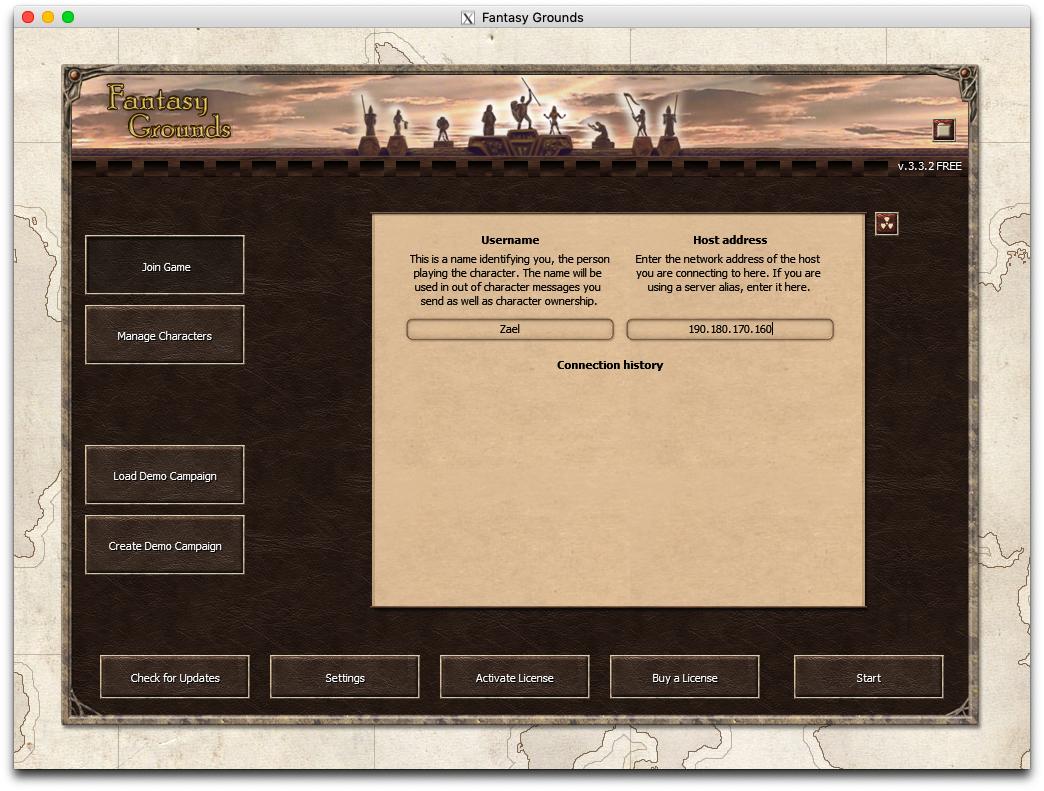 Fantasy Grounds
Fantasy
Grounds
v.3.3.2 FREE
Join Game
Manage Characters
Load Demo Campaign
Create Demo Campaign
Username
This is a name identifying you, the person
playing the character. The name will be
used in out of character messages you
send as well as character ownership.
Zael
Host address
Enter the network address of the host
you are connecting to here. If you are
using a server alias, enter it here.
190.180.170.160
Connection history
Check for Updates
Settings
Activate License
Buy a License
Start